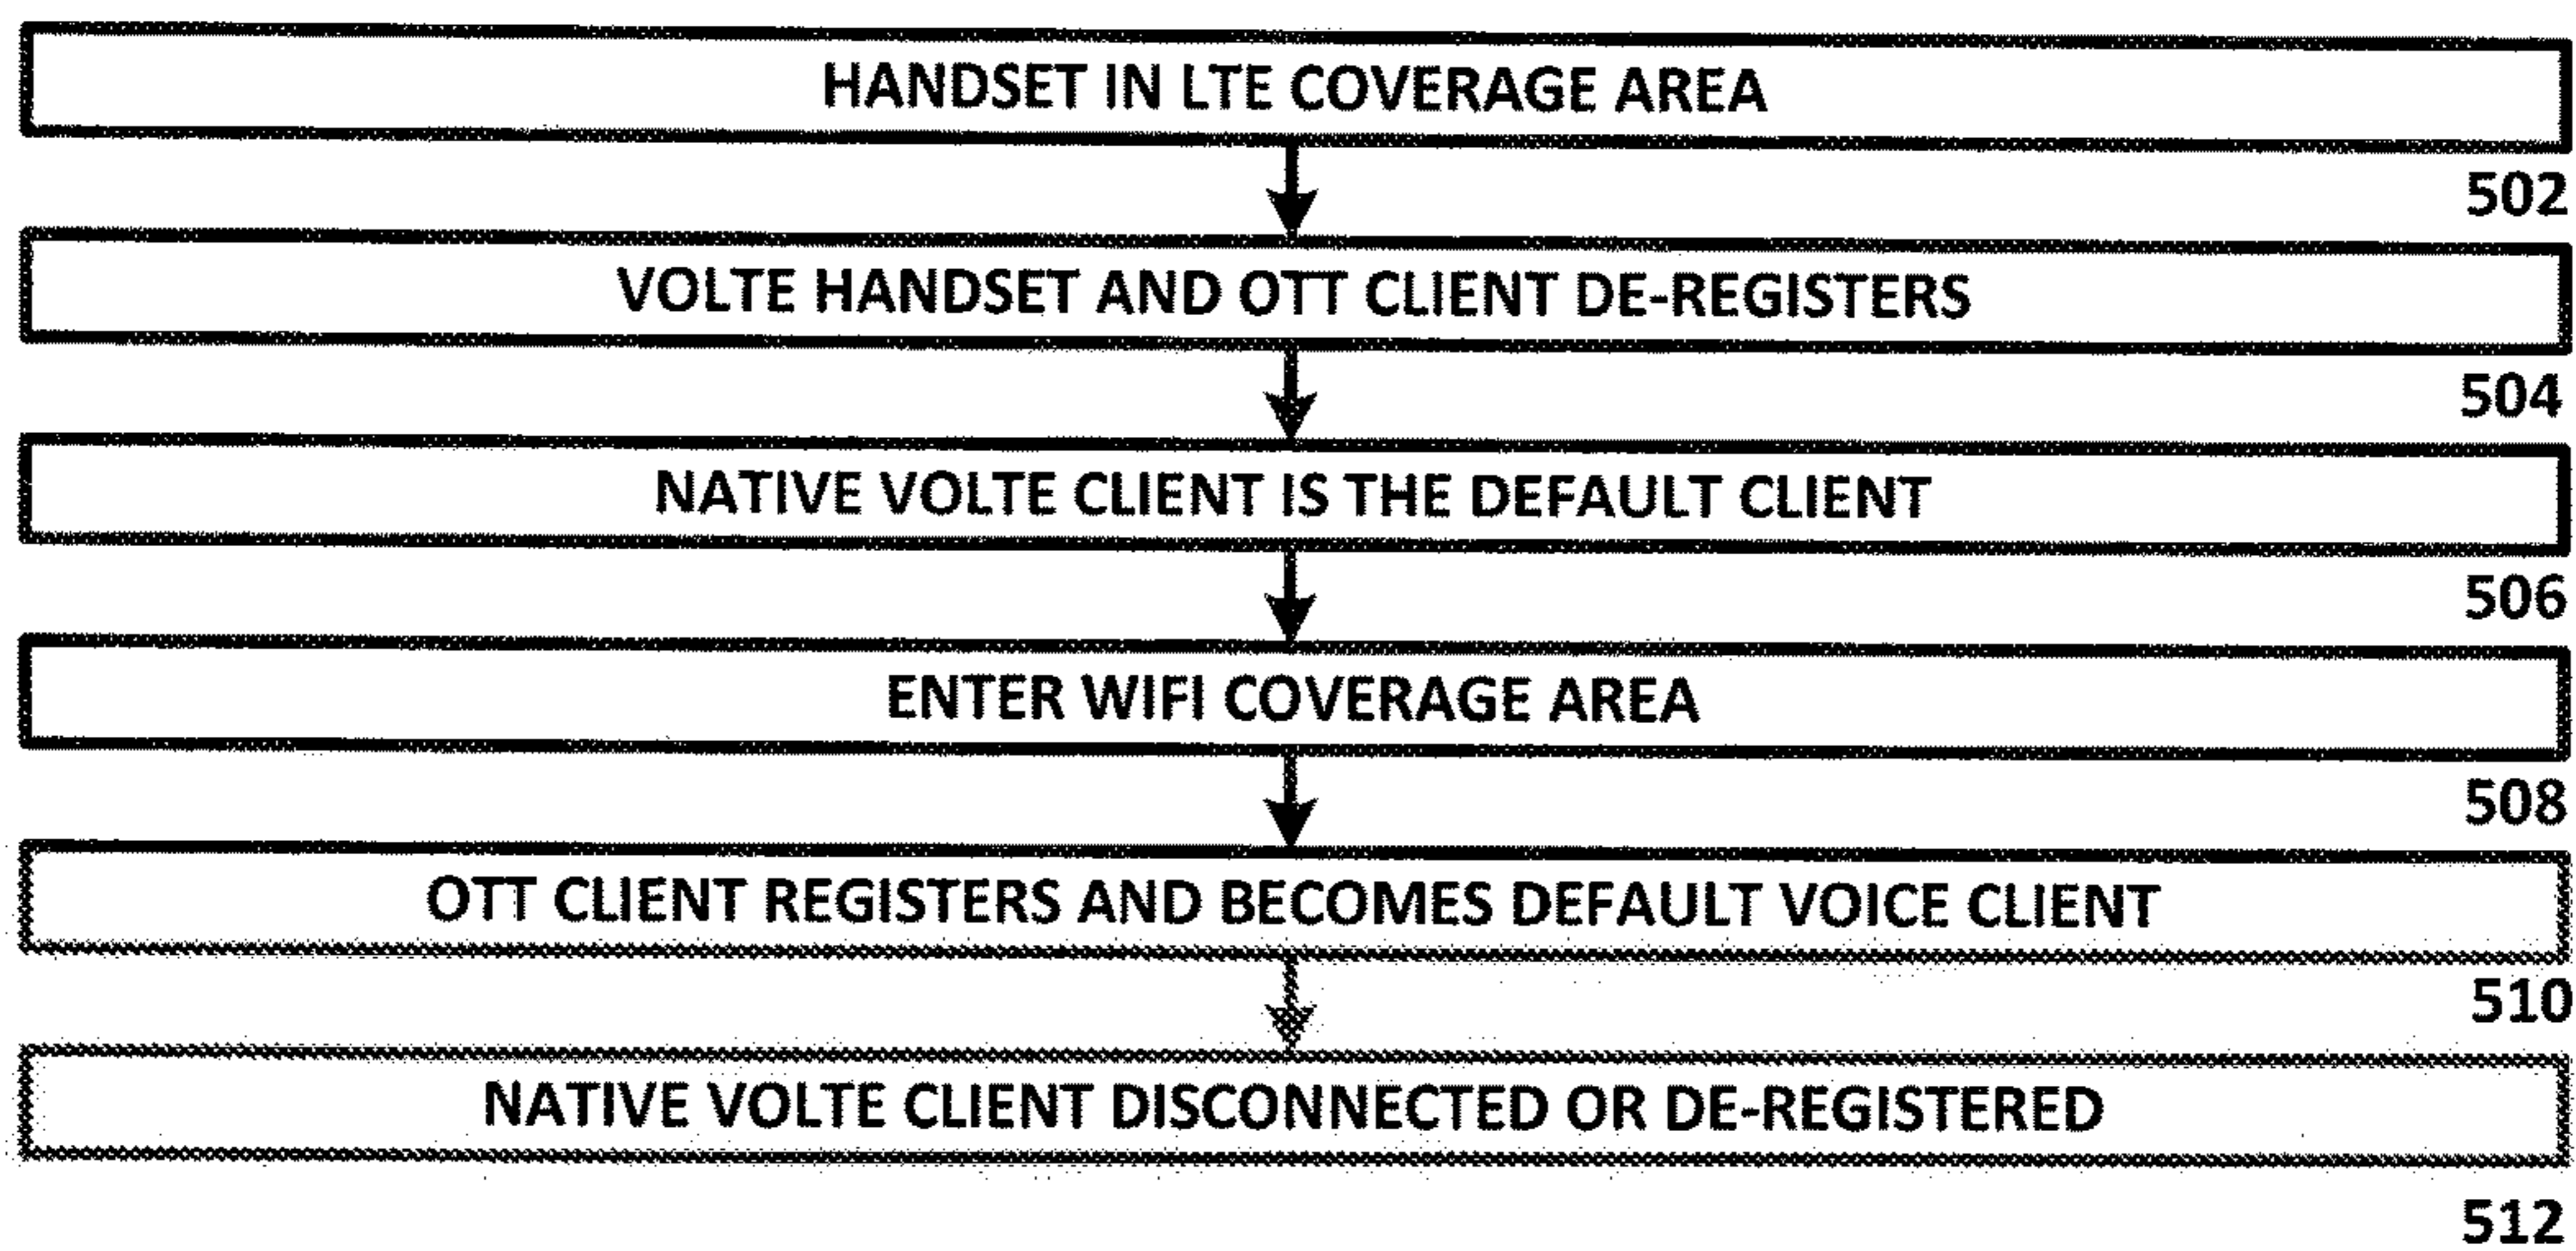 HANDSET IN LTE COVERAGE AREA
502
VOLTE HANDSET AND OTT CLIENT DE-REGISTERS
504
NATIVE VOLTE CLIENT IS THE DEFAULT CLIENT
506
ENTER WIFI COVERAGE AREA
508
OTT CLIENT REGISTERS AND BECOMES DEFAULT VOICE CLIENT
510
NATIVE VOLTE CLIENT DISCONNECTED OR DE-REGISTERED
512